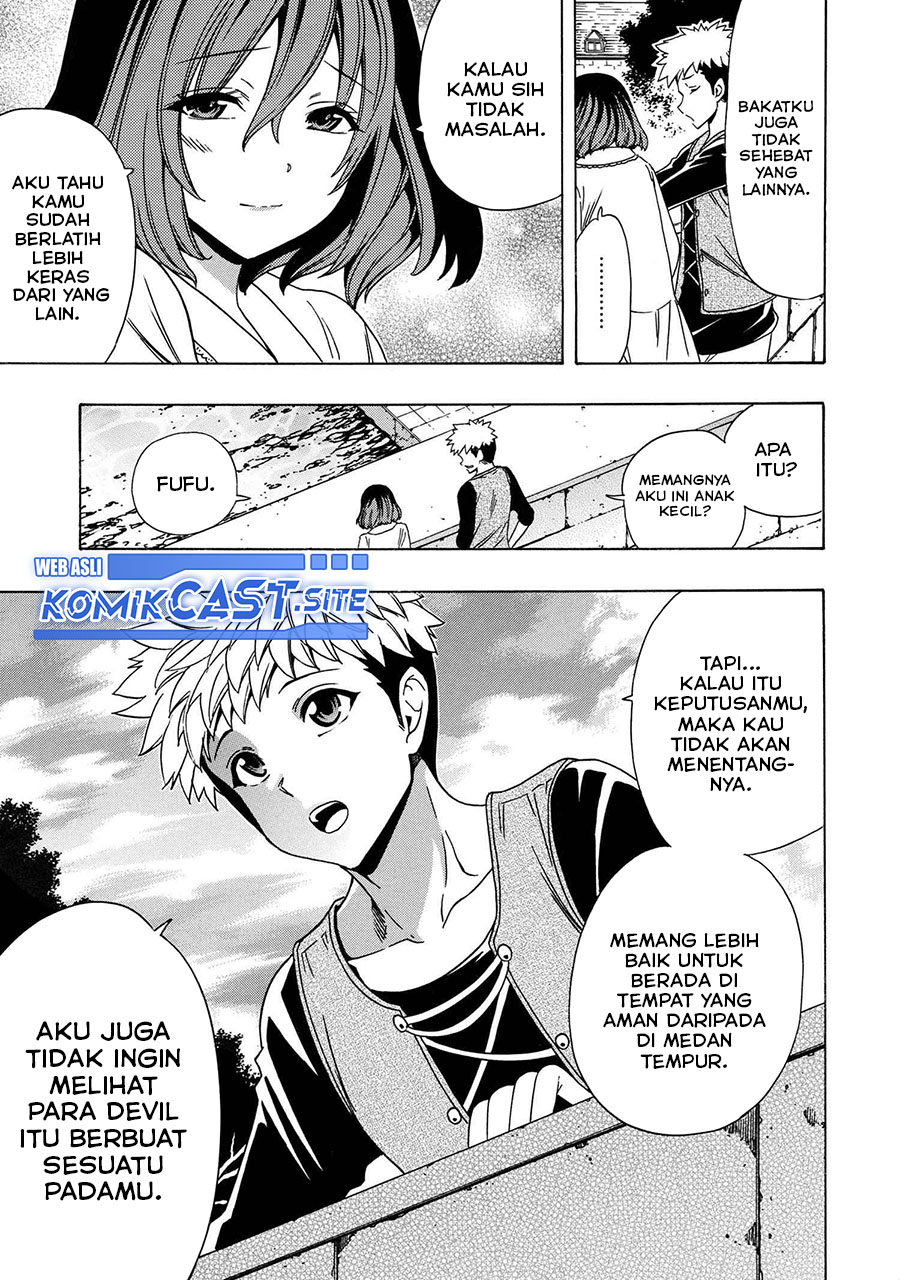 BAKATKU
JUGA
TIDAK
SEHEBAT
YANG
LAINNYA.
..........
KALAU
KAMU SIH
TIDAK
MASALAH.
AKU TAHU
KAMU
SUDAH
BERLATIH
LEBIH
KERAS
DARI YANG
LAIN.
APA
ITU?
MEMANGNYA
AKU INI ANAK
KECIL?
FUFU.
WEB ASLI
KOMIKCAST.SITE
TAPI...
KALAU ITU
KEPUTUSANMU,
MAKA KAU
TIDAK AKAN
MENENTANG-
NYA.
MEMANG LEBIH
BAIK UNTUK
BERADA DI
TEMPAT YANG
AMAN DARIPADA
DI MEDAN
TEMPUR.
AKU JUGA
TIDAK INGIN
MELIHAT
PARA DEVIL
ITU BERBUAT
SESUATU
PADAMU.